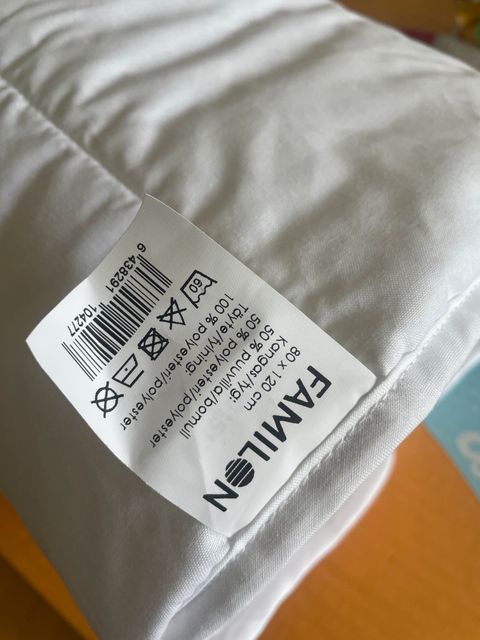 FAMILON
80 x 120 cm
Kangas/tyg:
50% puuvilla/bomull
50% polyesteri/polyester
Täyte/fyllning:
100 % polyesteri/polyester
60
6 438291 104277